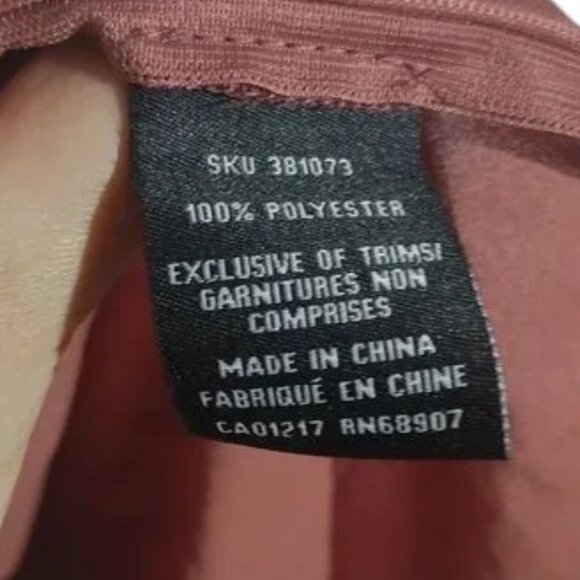 SKU 381073
100% POLYESTER
EXCLUSIVE OF TRIMS/
GARNITURES NON
COMPRISES
MADE IN CHINA
FABRIQUÉ EN CHINE
CA01217 RN68907